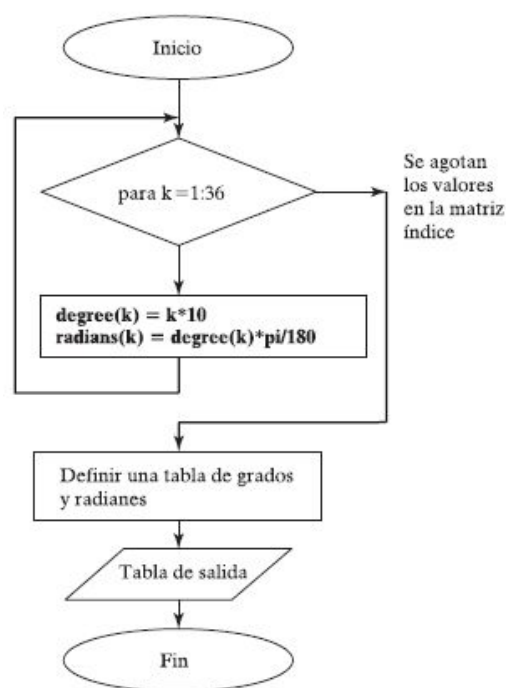 Inicio
para k=1:36
Se agotan
los valores
en la matriz
índice
degree(k) = k*10
radians(k) = degree(k)*pi/180
Definir una tabla de grados
y radianes
Tabla de salida
Fin